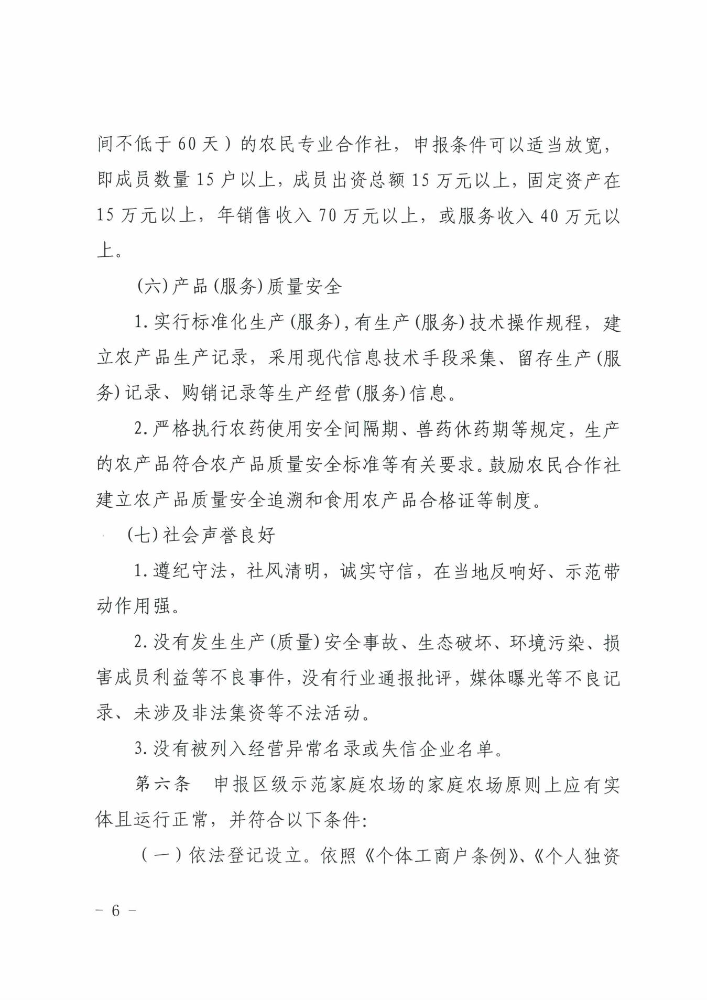 间不低于 60 天）的农民专业合作社，申报条件可以适当放宽，
即成员数量 15 户以上，成员出资总额 15 万元以上，固定资产在
15 万元以上，年销售收入 70 万元以上，或服务收入 40 万元以
上。
(六)产品(服务)质量安全
1.实行标准化生产(服务),有生产(服务)技术操作规程，建
立农产品生产记录，采用现代信息技术手段采集、留存生产(服
务)记录、购销记录等生产经营(服务)信息。
2.严格执行农药使用安全间隔期、兽药休药期等规定，生产
的农产品符合农产品质量安全标准等有关要求。鼓励农民合作社
建立农产品质量安全追溯和食用农产品合格证等制度。
(七)社会声誉良好
1.遵纪守法，社风清明，诚实守信，在当地反响好、示范带
动作用强。
2.没有发生生产(质量)安全事故、生态破坏、环境污染、损
害成员利益等不良事件，没有行业通报批评，媒体曝光等不良记
录、未涉及非法集资等不法活动。
3.没有被列入经营异常名录或失信企业名单。
第六条 申报区级示范家庭农场的家庭农场原则上应有实
体且运行正常，并符合以下条件：
（一）依法登记设立。依照《个体工商户条例》、《个人独资
- 6 -